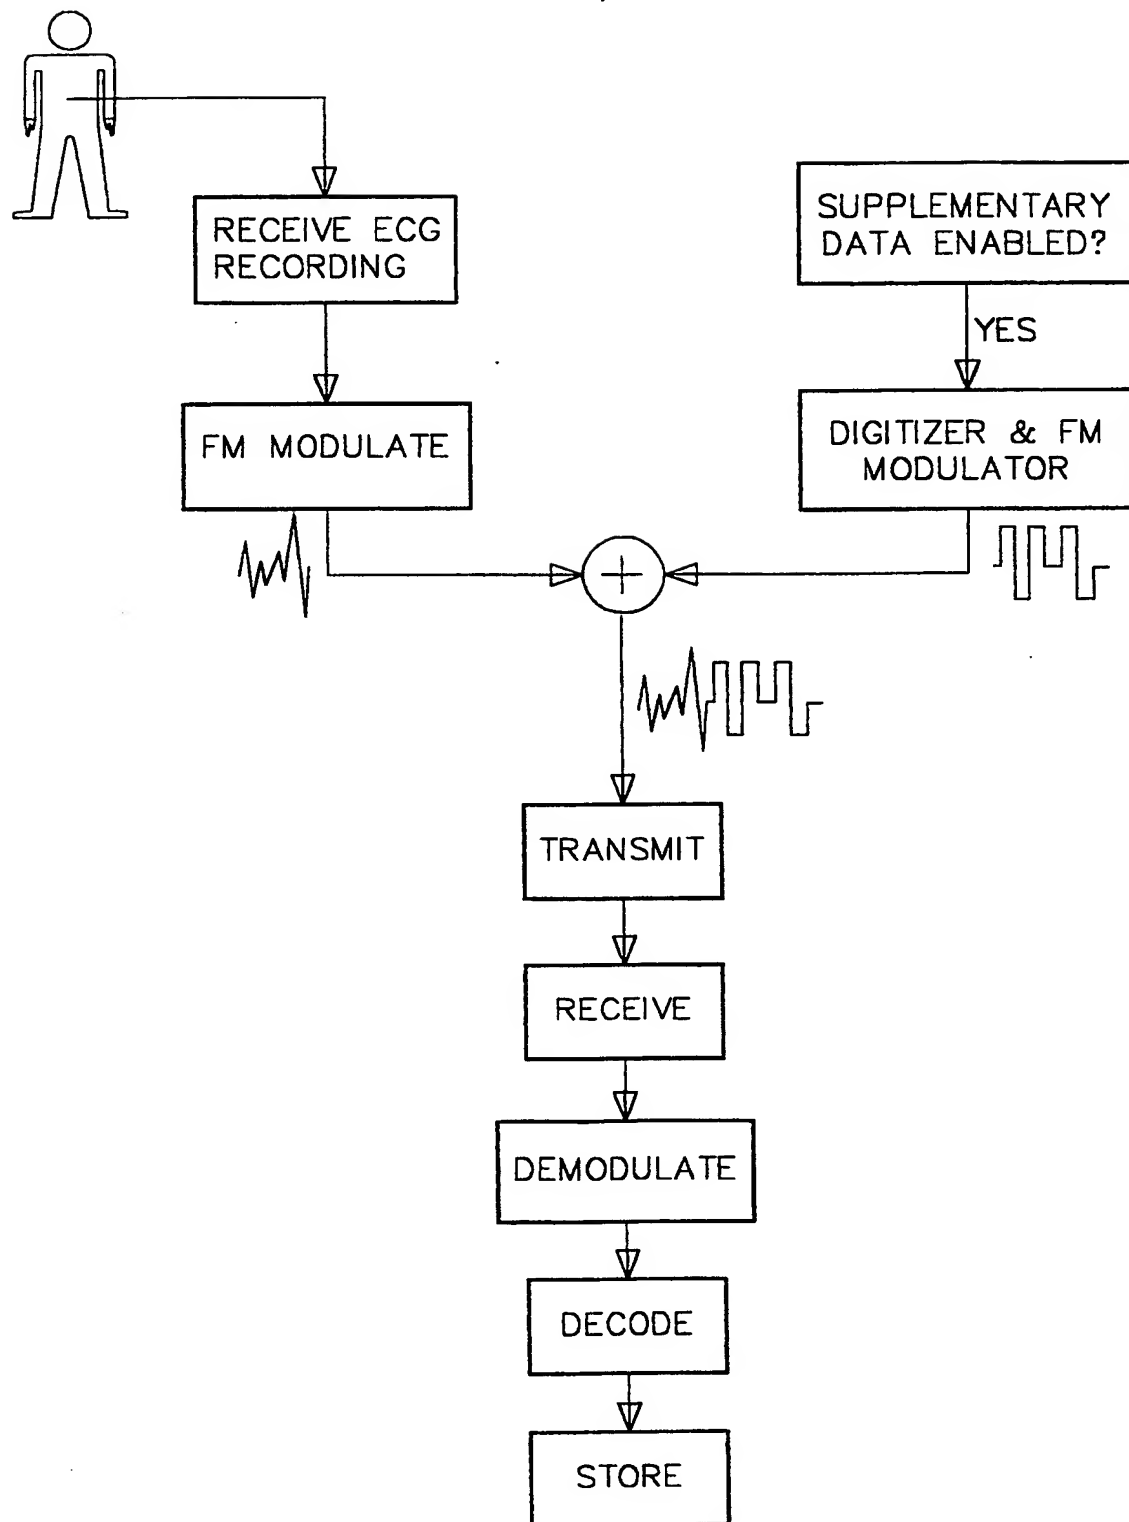 RECEIVE ECG
RECORDING
SUPPLEMENTARY
DATA ENABLED?
YES
FM MODULATE
DIGITIZER & FM
MODULATOR
TRANSMIT
RECEIVE
DEMODULATE
DECODE
STORE